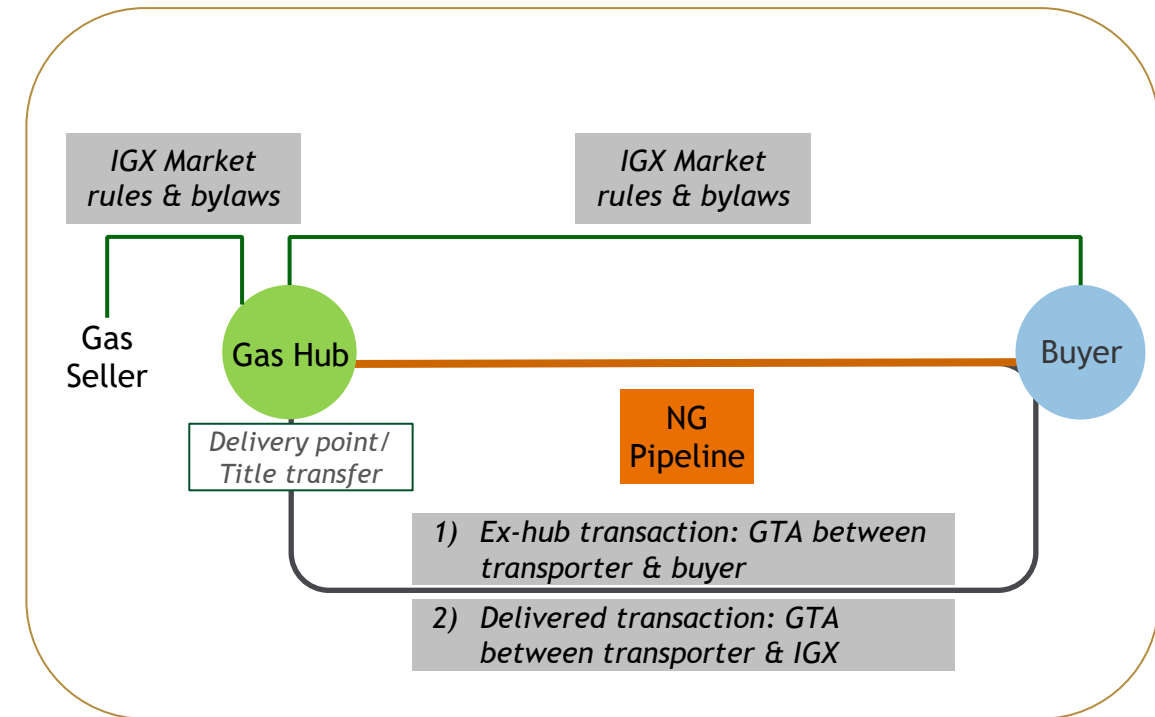 IGX Market
rules & bylaws
IGX Market
rules & bylaws
Gas
Seller
Gas Hub
Buyer
Delivery point/
Title transfer
NG
Pipeline
1) Ex-hub transaction: GTA between
transporter & buyer
2) Delivered transaction: GTA
between transporter & IGX